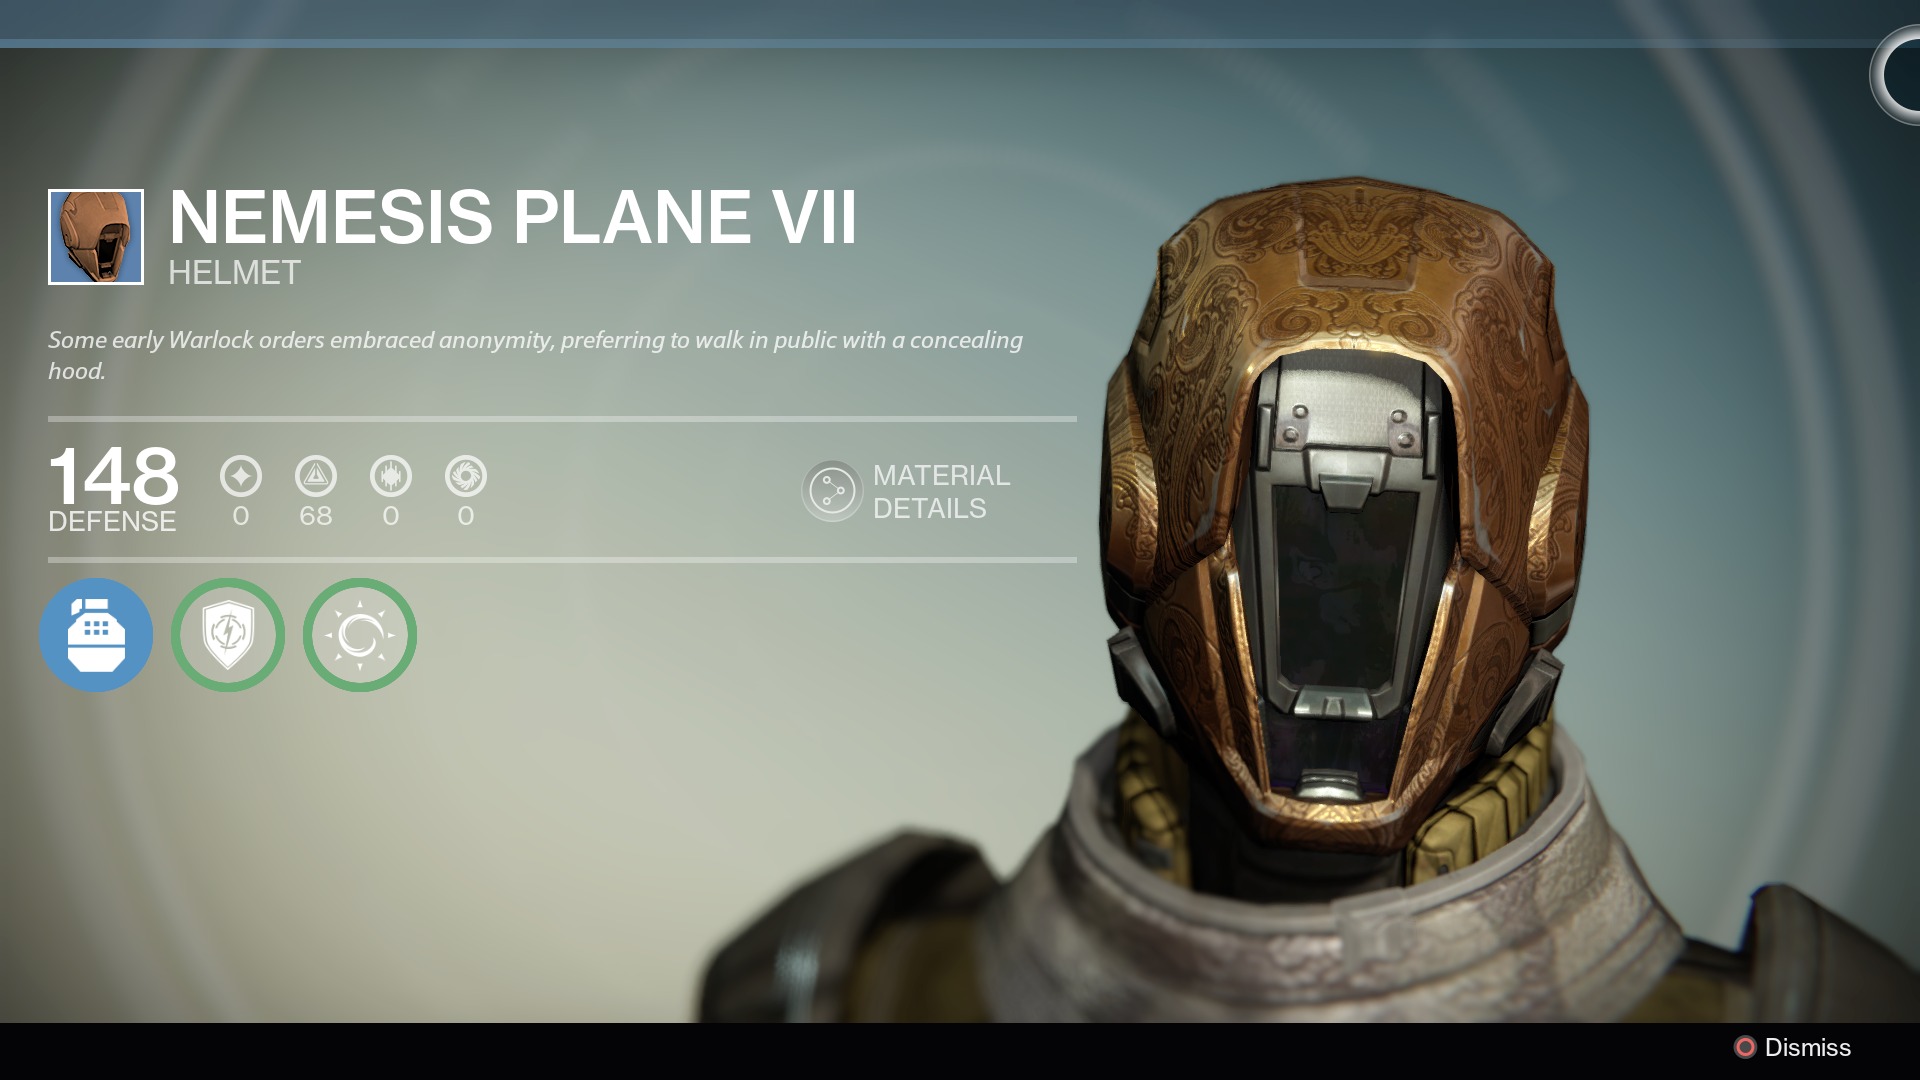 NEMESIS PLANE VII
HELMET
Some early Warlock orders embraced anonymity, preferring to walk in public with a concealing
hood.
148
DEFENSE
0
68
0
0
MATERIAL
DETAILS
Dismiss